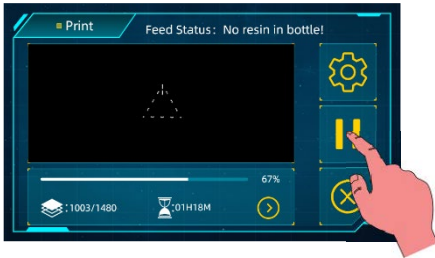 Print
Feed Status: No resin in bottle!
67%
:1003/1480
:01H18M